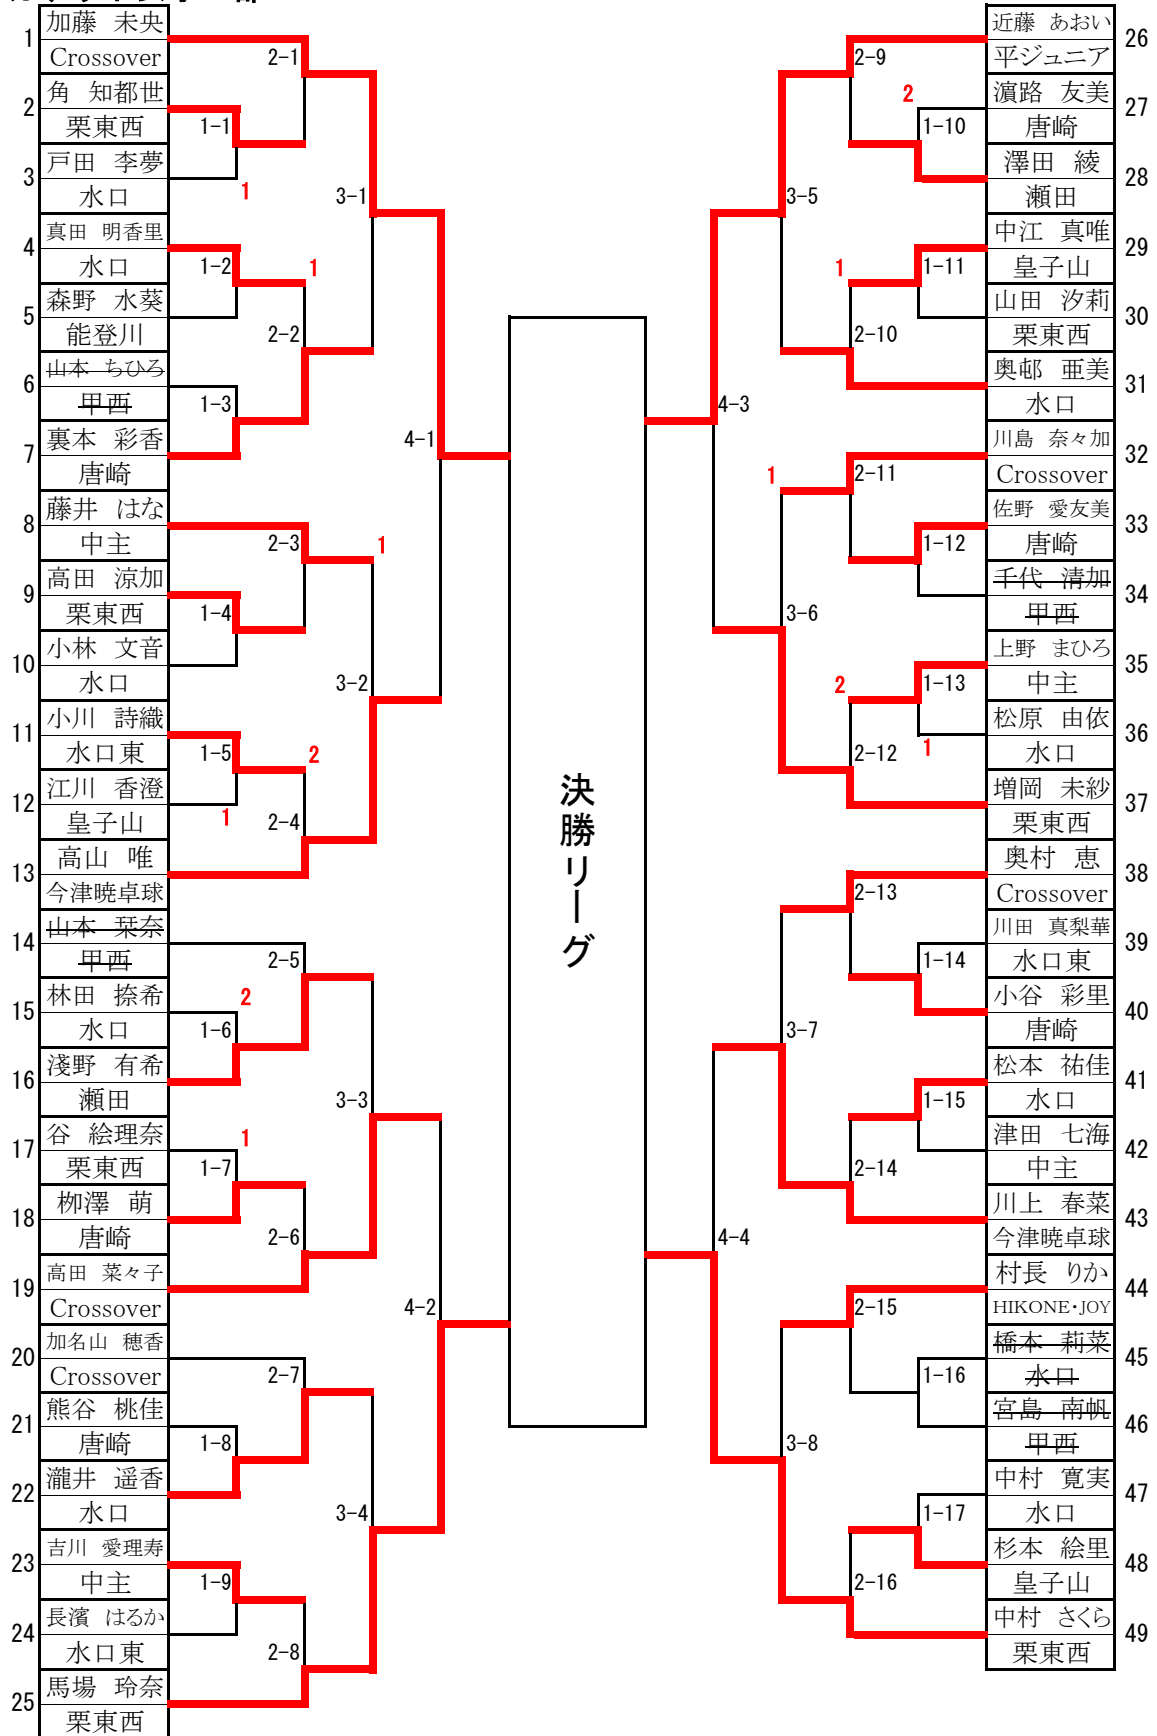 1
加藤 未央
Crossover
2
角 知都世
栗東西
3
戸田 李夢
水口
4
真田 明香里
水口
5
森野 水葵
能登川
6
山本 ちひろ
甲西
7
裏本 彩香
唐崎
8
藤井 はな
中主
9
高田 涼加
栗東西
10
小林 文音
水口
11
小川 詩織
水口東
12
江川 香澄
皇子山
13
高山 唯
今津暁卓球
14
山本 栞奈
甲西
15
林田 捺希
水口
16
淺野 有希
瀬田
17
谷 絵理奈
栗東西
18
栁澤 萌
唐崎
19
高田 菜々子
Crossover
20
加名山 穂香
Crossover
21
熊谷 桃佳
唐崎
22
瀧井 遥香
水口
23
吉川 愛理寿
中主
24
長濱 はるか
水口東
25
馬場 玲奈
栗東西
1-1
1
1-2
1-3
1-4
1-5
1
1-6
2
1-7
1
1-8
1-9
2-1
2-2
1
2-3
2-4
2
2-5
2-6
2-7
2-8
3-1
3-2
1
3-3
3-4
4-1
4-2
決勝リーグ
4-3
4-4
3-5
3-6
1
3-7
3-8
2-9
2-10
1
2-11
2-12
2
2-13
2-14
2-15
2-16
1-10
2
1-11
1-12
1-13
1
1-14
1-15
1-16
1-17
近藤 あおい
平ジュニア
26
濵路 友美
唐崎
27
澤田 綾
瀬田
28
中江 真唯
皇子山
29
山田 汐莉
栗東西
30
奥邨 亜美
水口
31
川島 奈々加
Crossover
32
佐野 愛友美
唐崎
33
千代 清加
甲西
34
上野 まひろ
中主
35
松原 由依
水口
36
増岡 未紗
栗東西
37
奥村 恵
Crossover
38
川田 真梨華
水口東
39
小谷 彩里
唐崎
40
松本 祐佳
水口
41
津田 七海
中主
42
川上 春菜
今津暁卓球
43
村長 りか
HIKONE・JOY
44
橋本 莉菜
水口
45
宮島 南帆
甲西
46
中村 寛実
水口
47
杉本 絵里
皇子山
48
中村 さくら
栗東西
49